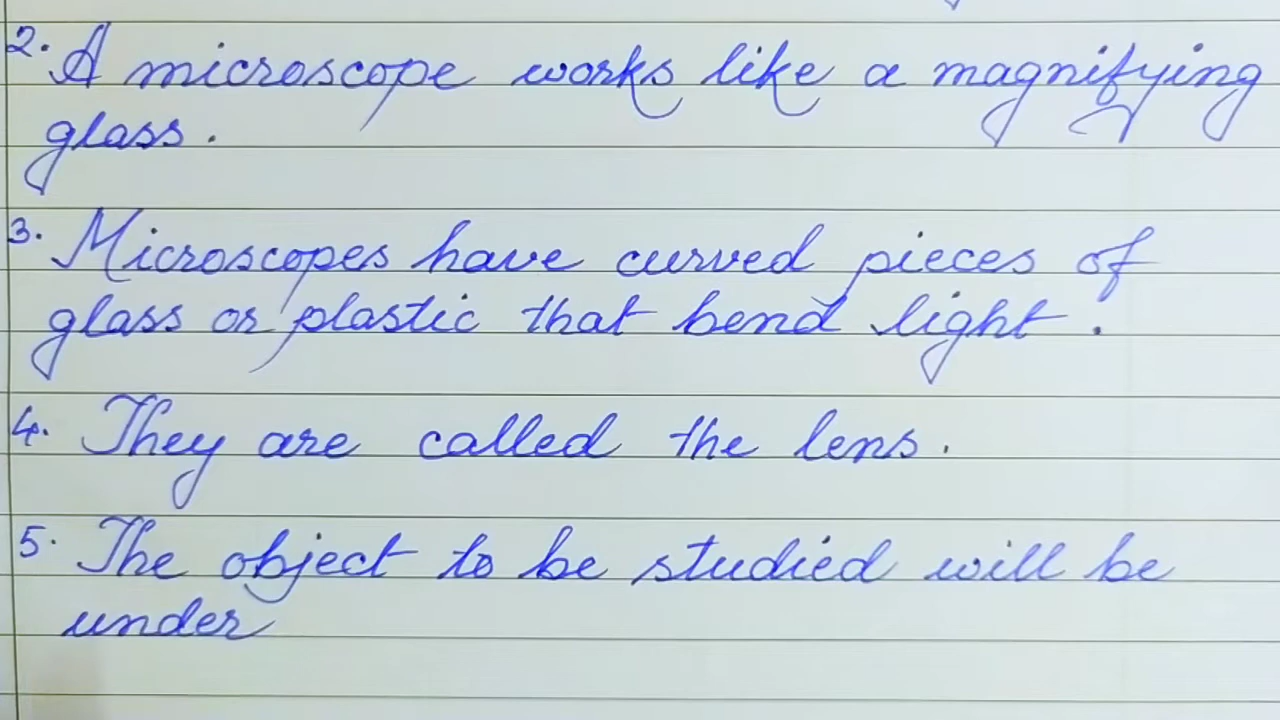 2. A microscope works like a magnifying
glass.
3. Microscopes have curved pieces of
glass or plastic that bend light.
4. They are called the lens.
5. The object to be studied will be
under